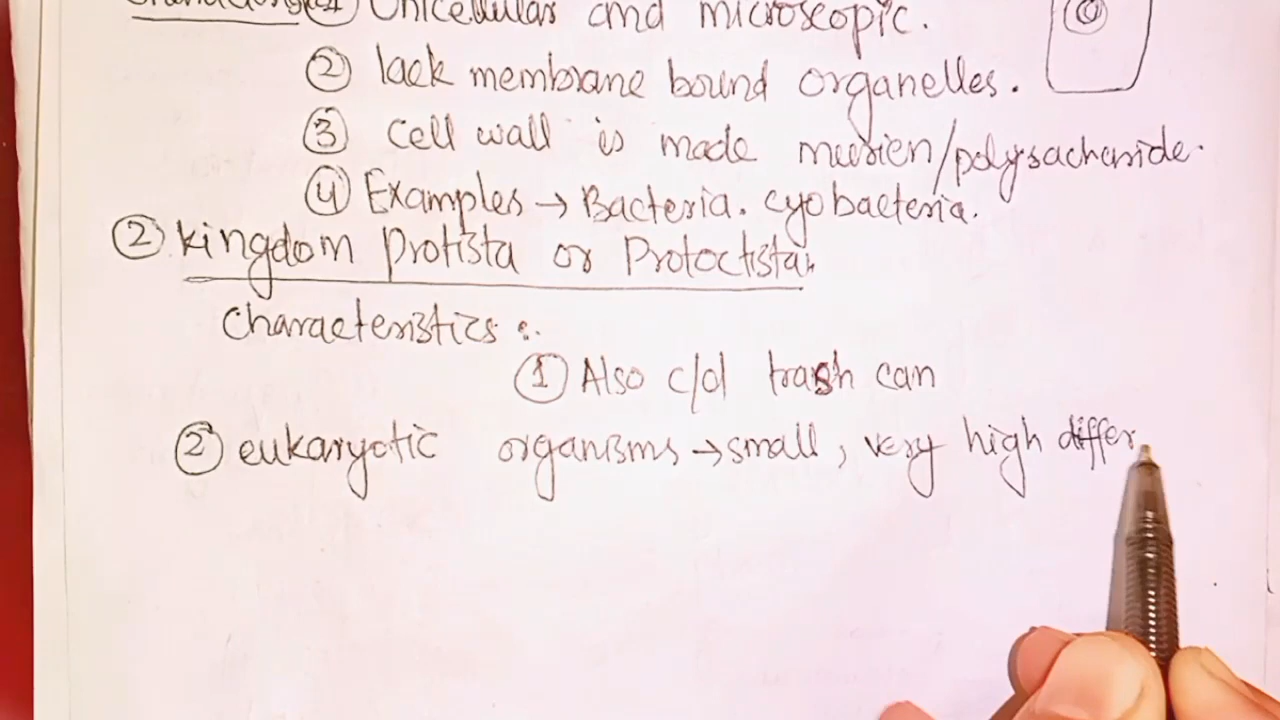 ① Unicellular and microscopic.
② lack membrane bound organelles.
③ cell wall is made murien/polysacharide.
④ Examples → Bacteria. cyobacteria.
② kingdom Protista or Protoctista
Characteristics :.
① Also c/d trash can
② eukaryotic organisms → small, very high differ